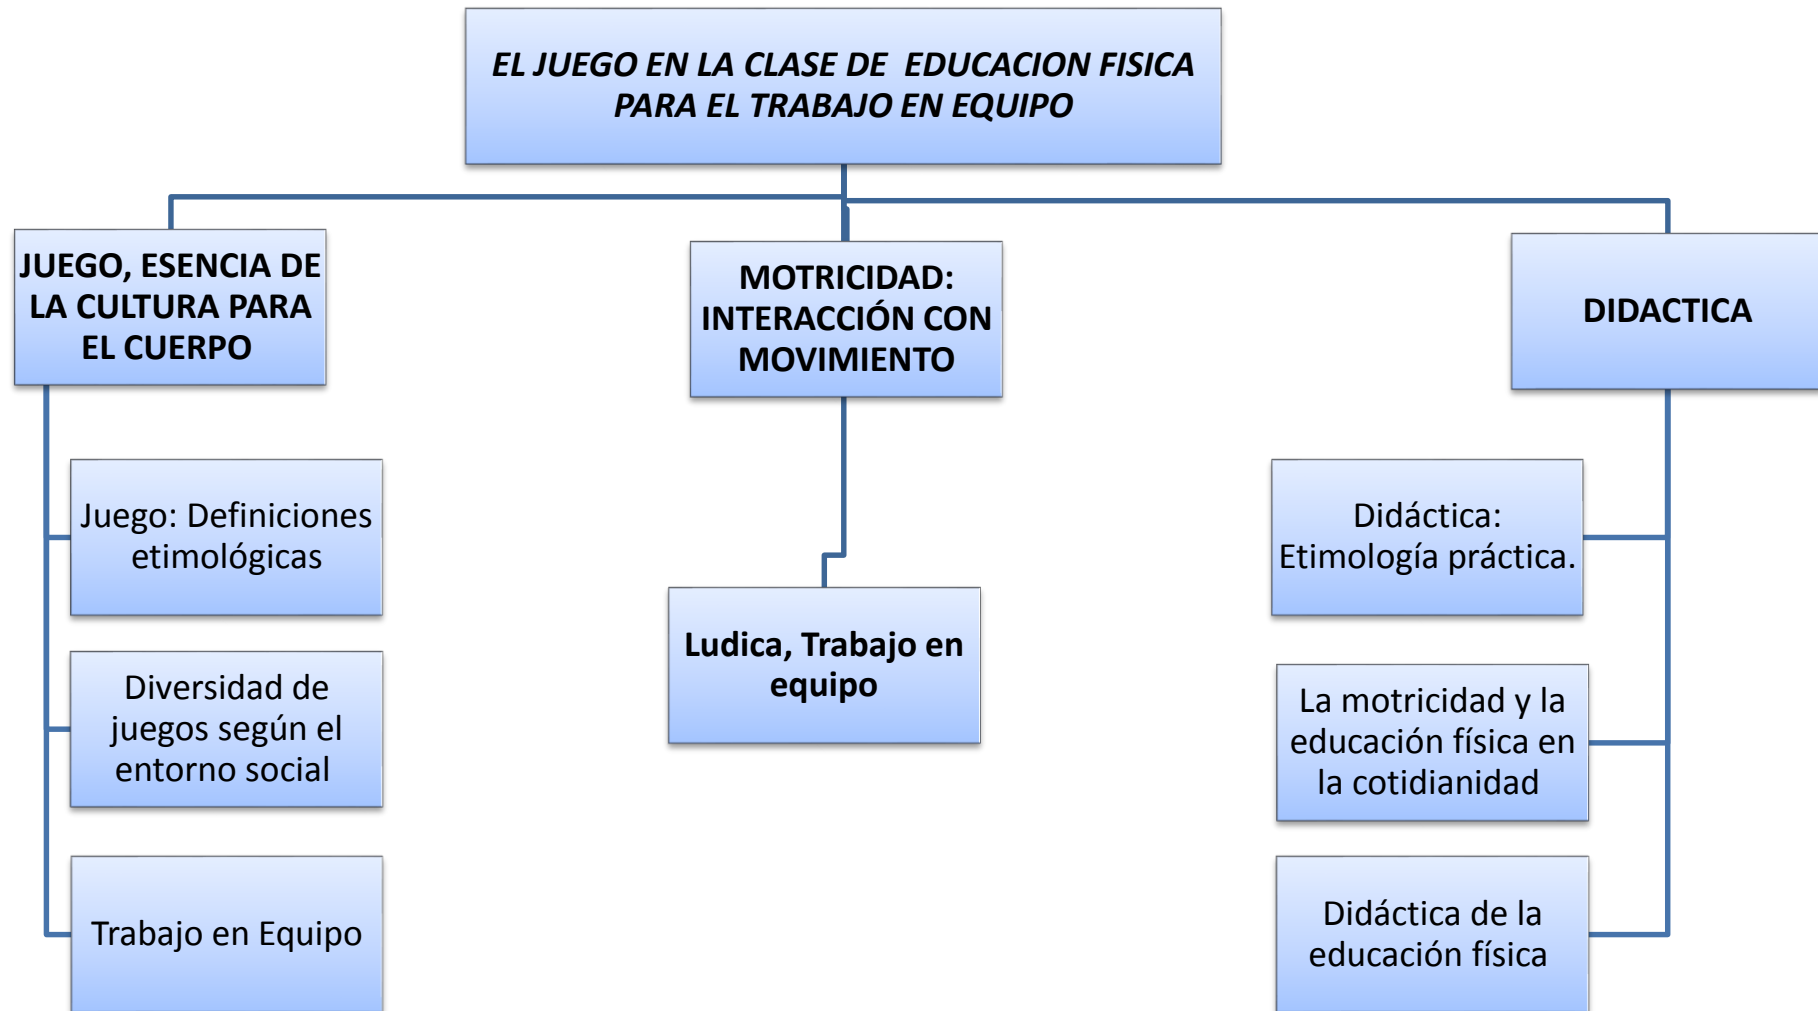 EL JUEGO EN LA CLASE DE  EDUCACION FISICA
PARA EL TRABAJO EN EQUIPO
JUEGO, ESENCIA DE
LA CULTURA PARA
EL CUERPO
MOTRICIDAD:
INTERACCIÓN CON
MOVIMIENTO
DIDACTICA
Juego: Definiciones
etimológicas
Diversidad de
juegos según el
entorno social
Trabajo en Equipo
Ludica, Trabajo en
equipo
Didáctica:
Etimología práctica.
La motricidad y la
educación física en
la cotidianidad
Didáctica de la
educación física